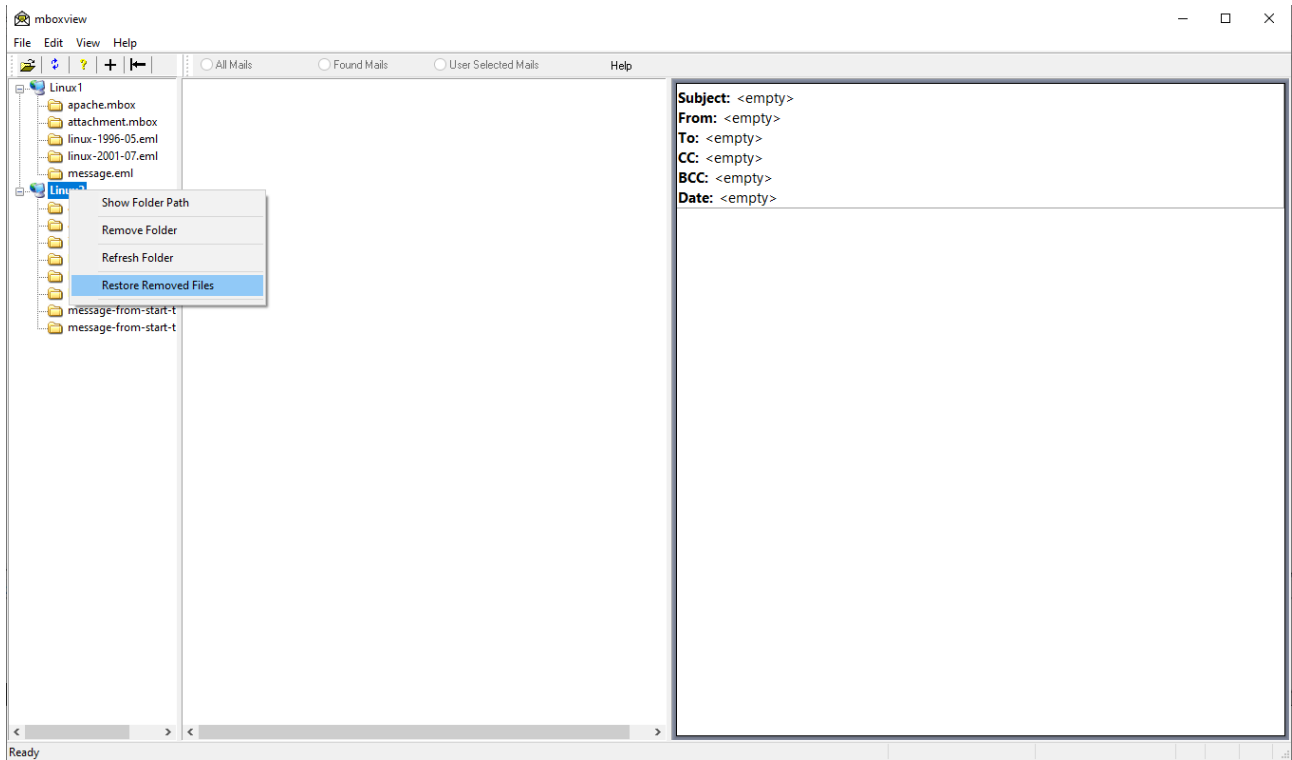 mboxview
File Edit View Help
All Mails Found Mails User Selected Mails Help
Linux1
apache.mbox
attachment.mbox
linux-1996-05.eml
linux-2001-07.eml
message.eml
Show Folder Path
Remove Folder
Refresh Folder
Restore Removed Files
message-from-start-t
message-from-start-t
Subject: <empty>
From: <empty>
To: <empty>
CC: <empty>
BCC: <empty>
Date: <empty>
Ready